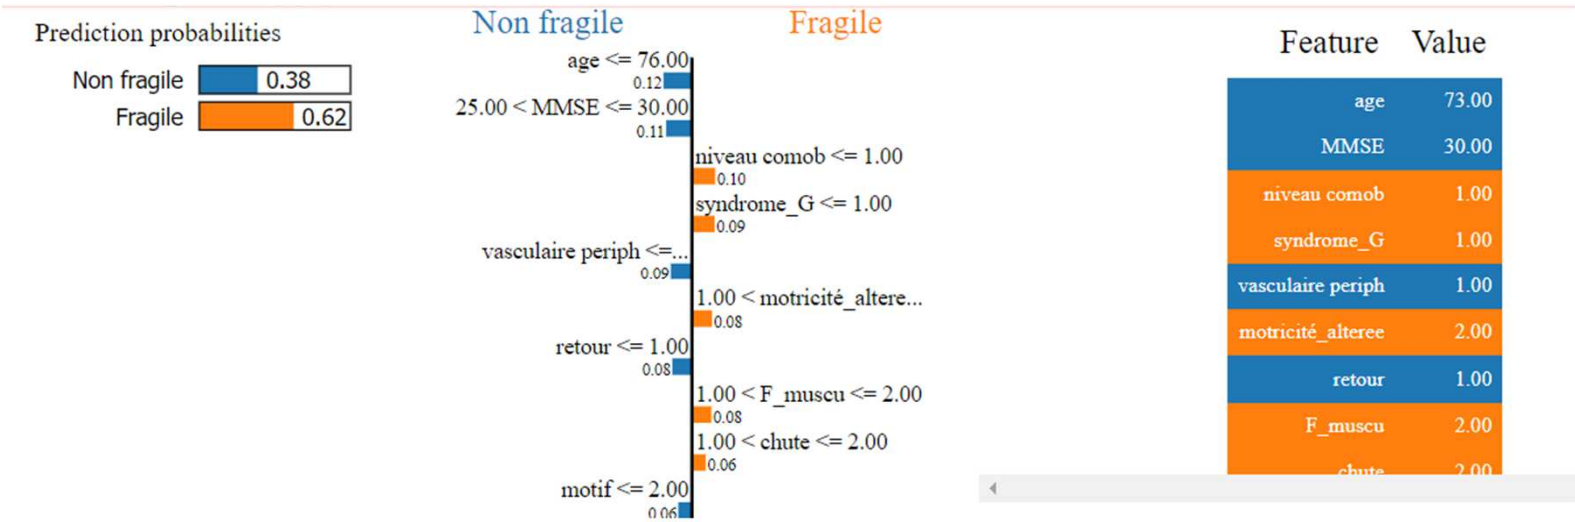 Prediction probabilities
Non fragile 0.38
Fragile 0.62
Non fragile Fragile
age <= 76.00
0.12
25.00 < MMSE <= 30.00
0.11
niveau comob <= 1.00
0.10
syndrome_G <= 1.00
0.09
vasculaire periph <=...
0.09
1.00 < motricité_altere...
0.08
retour <= 1.00
0.08
1.00 < F_muscu <= 2.00
0.08
1.00 < chute <= 2.00
0.06
motif <= 2.00
0.06
Feature Value
age 73.00
MMSE 30.00
niveau comob 1.00
syndrome_G 1.00
vasculaire periph 1.00
motricité_alteree 2.00
retour 1.00
F_muscu 2.00
chute 2.00